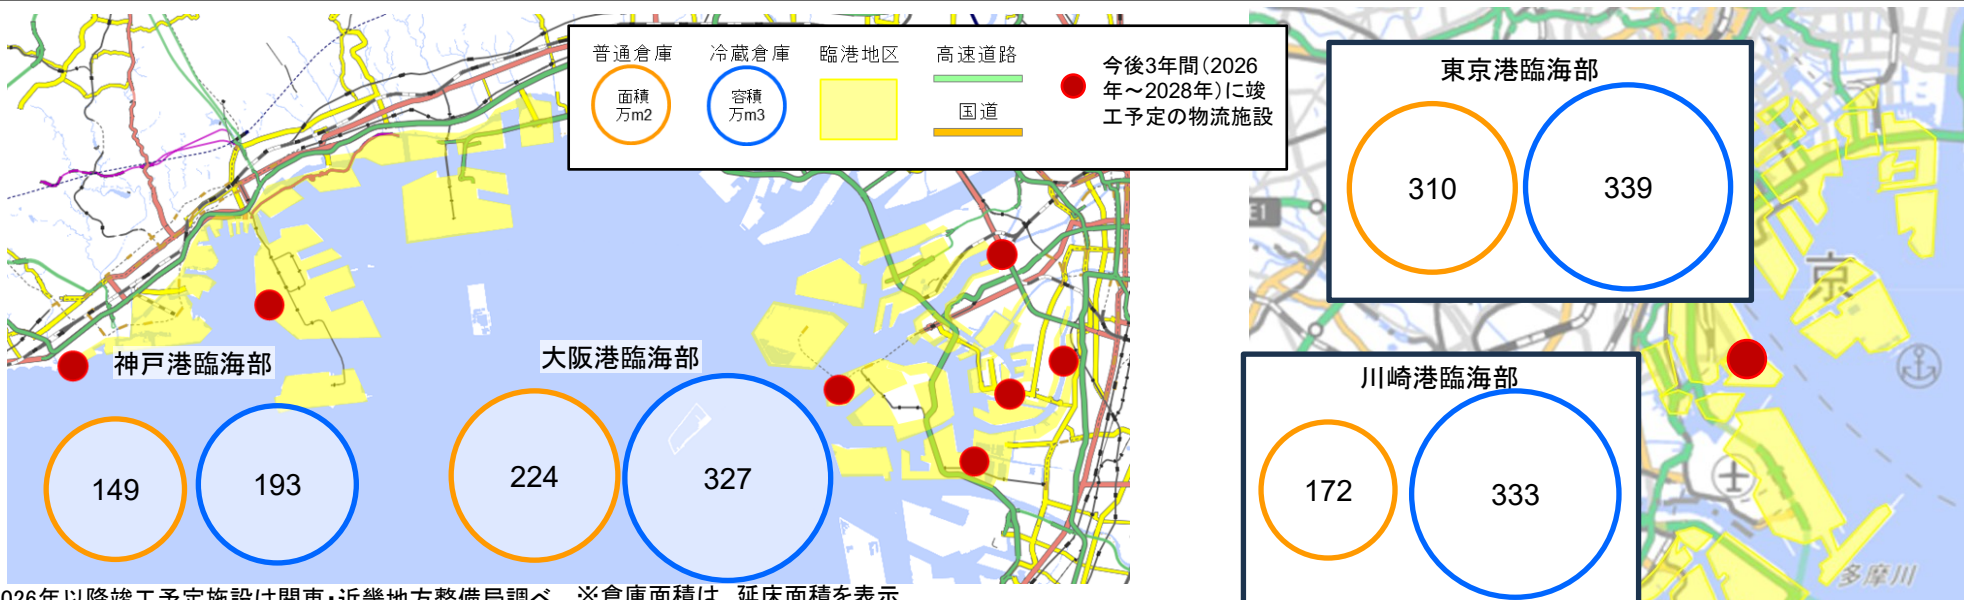 普通倉庫
面積
万m2
冷蔵倉庫
容積
万m3
臨港地区
高速道路
国道
今後3年間(2026
年~2028年)に竣
工予定の物流施設
東京港臨海部
310
339
E1
京
神戸港臨海部
149
193
大阪港臨海部
224
327
川崎港臨海部
172
333
多摩川
026年以降竣工予定施設は関東・近畿地方整備局調べ ※倉庫面積は、延床面積を表示